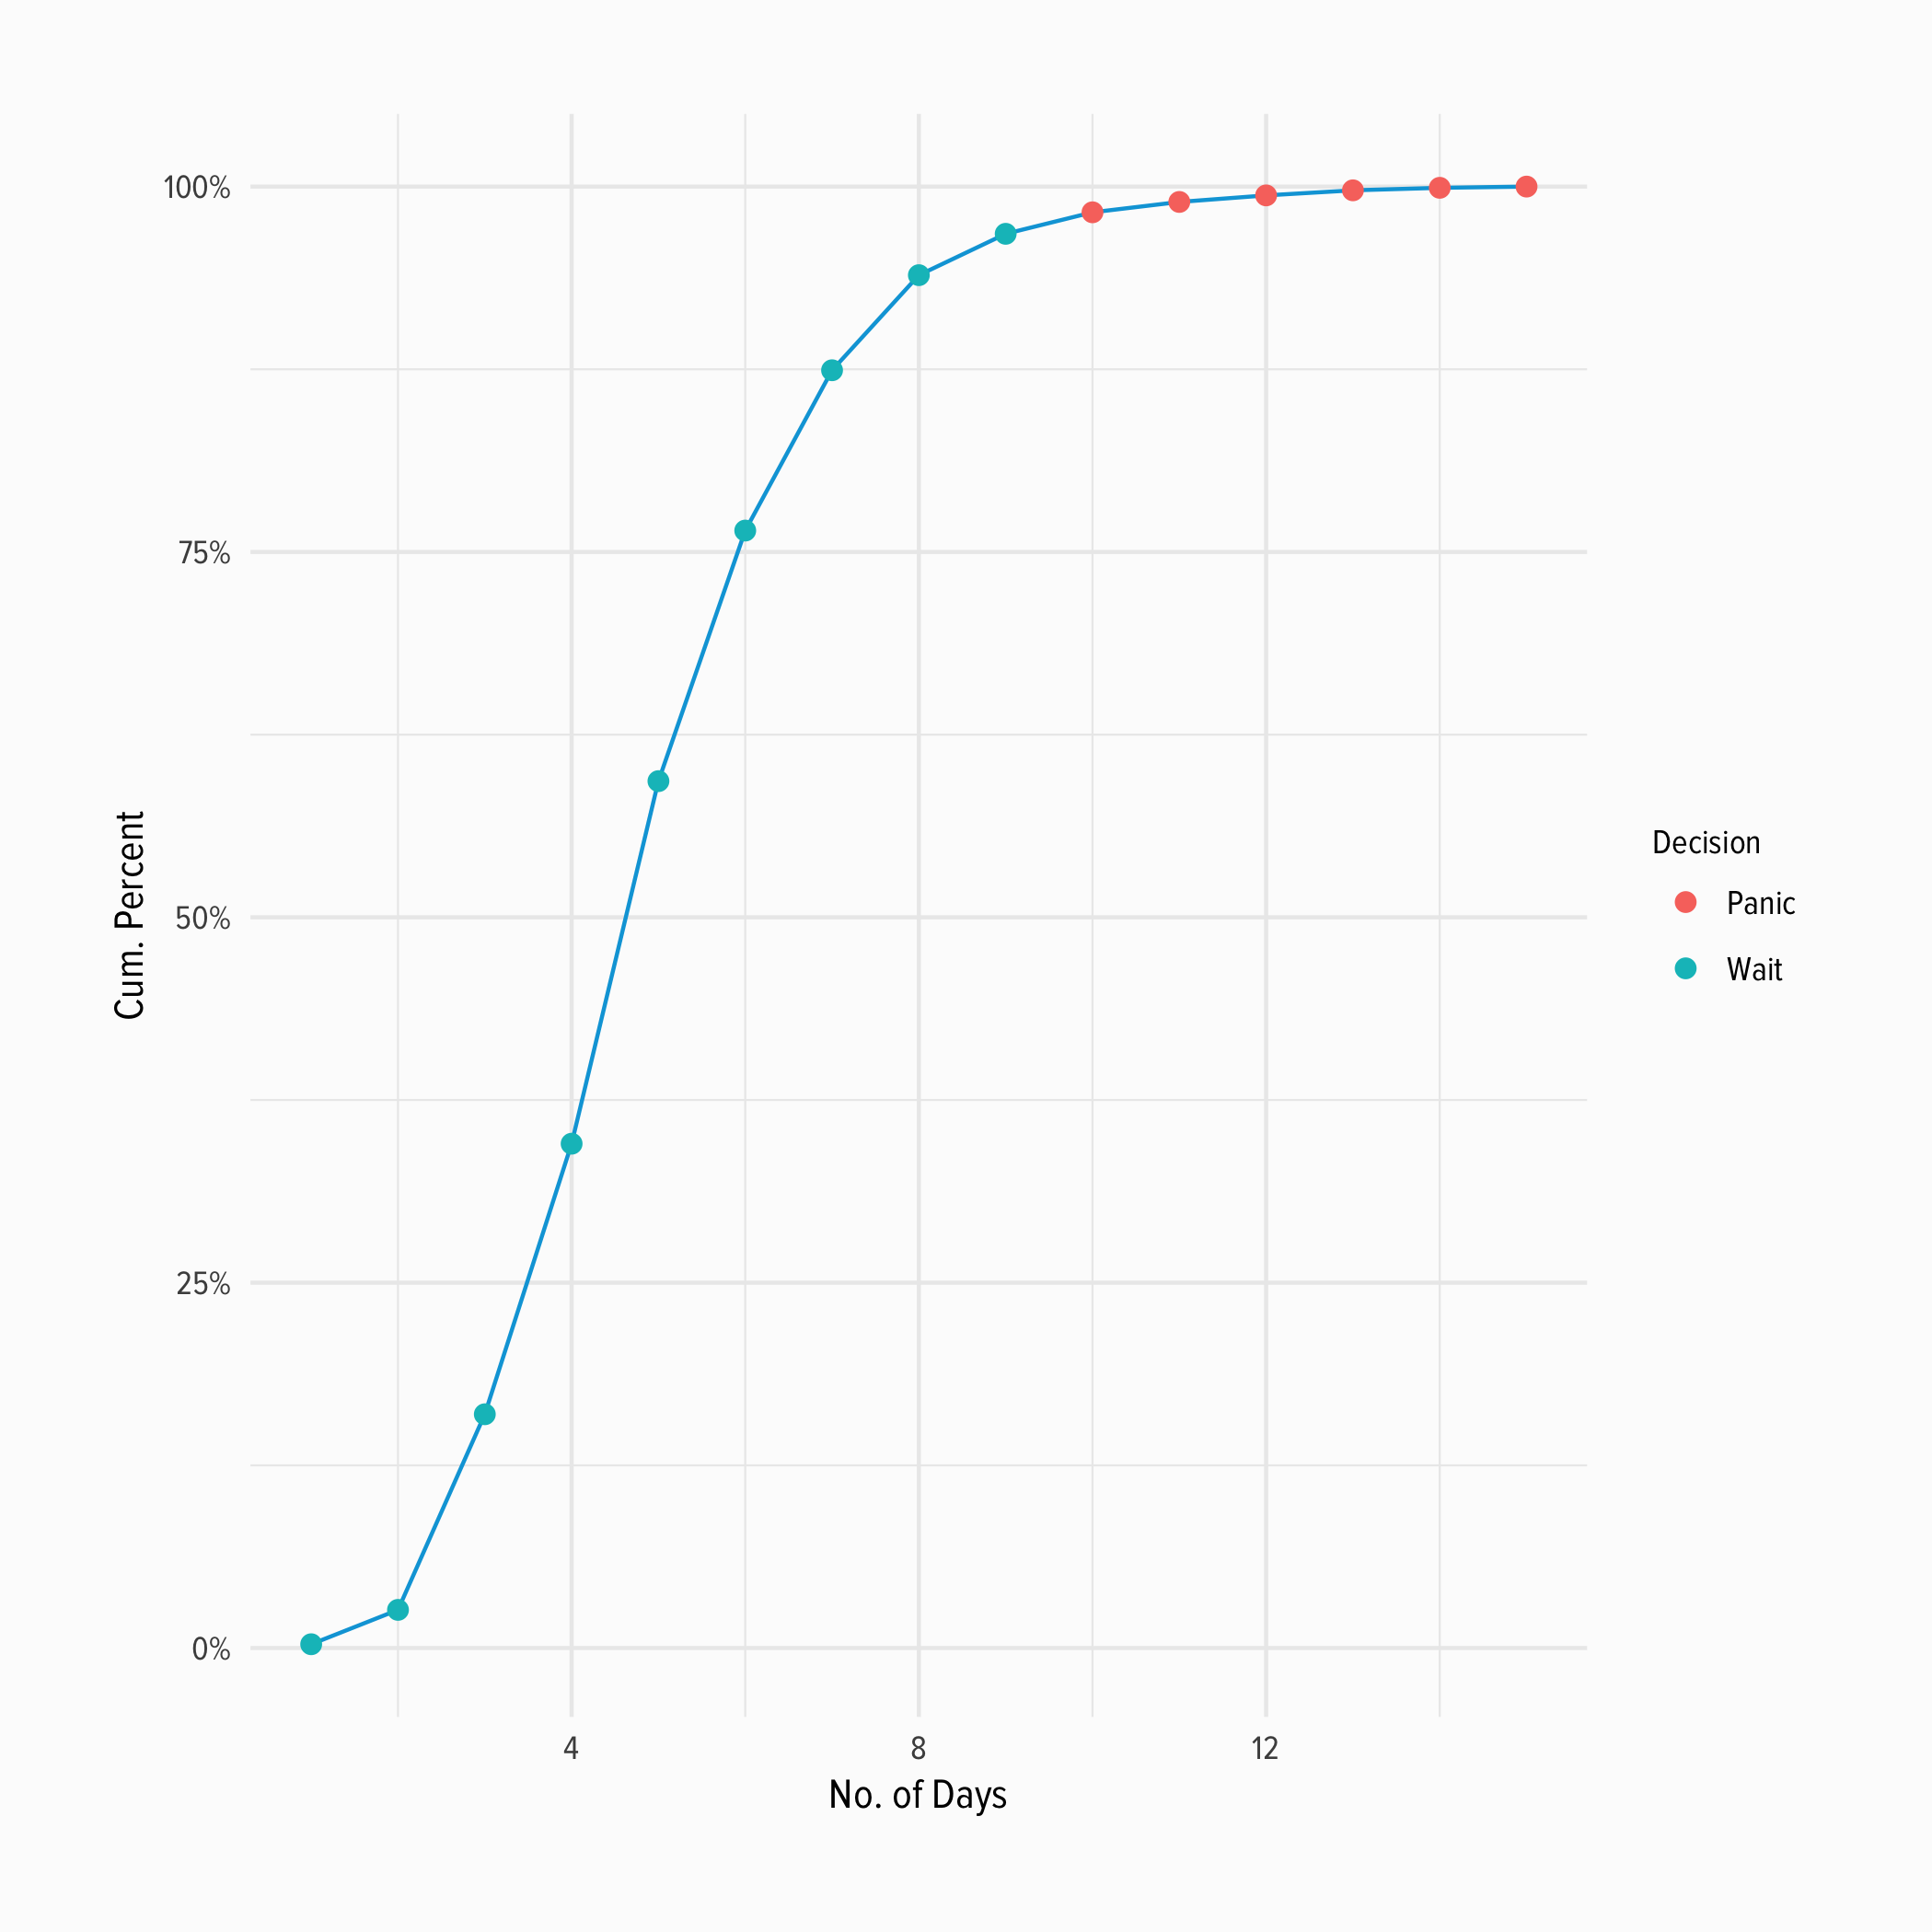 100%
75%
50%
25%
0%
Cum. Percent
4
8
12
No. of Days
Decision
Panic
Wait